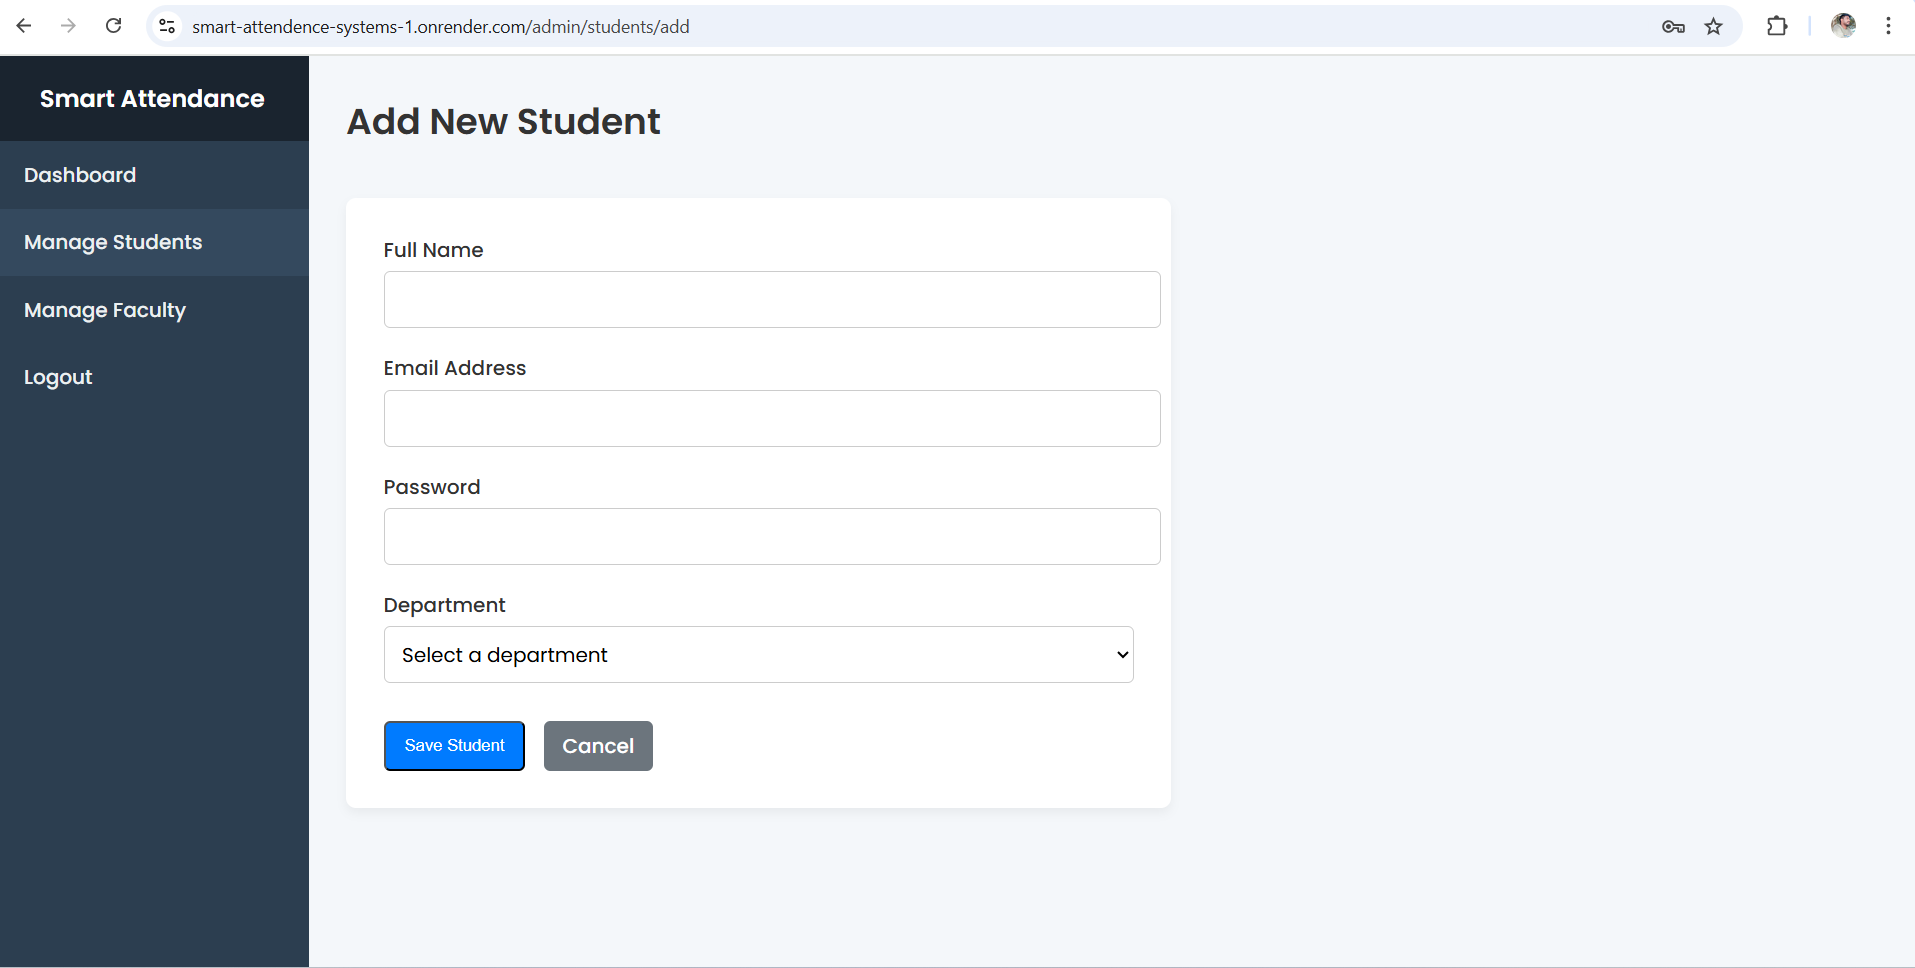 smart-attendence-systems-1.onrender.com/admin/students/add
Smart Attendance
Dashboard
Manage Students
Manage Faculty
Logout
Add New Student
Full Name
Email Address
Password
Department
Select a department
Save Student
Cancel